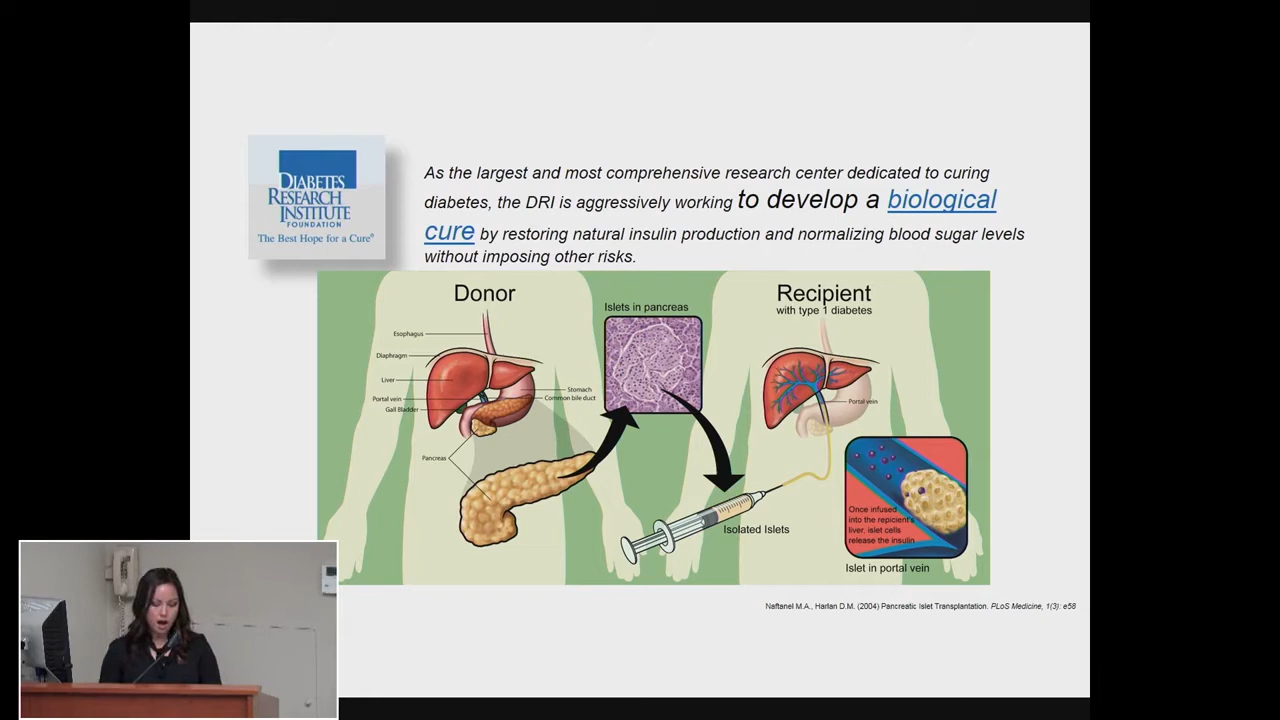 DIABETES
RESEARCH
INSTITUTE
FOUNDATION
The Best Hope for a Cure®
As the largest and most comprehensive research center dedicated to curing
diabetes, the DRI is aggressively working to develop a biological
cure by restoring natural insulin production and normalizing blood sugar levels
without imposing other risks.
Donor
Esophagus
Diaphragm
Liver
Portal vein
Gall Bladder
Stomach
Common bile duct
Pancreas
Islets in pancreas
Isolated Islets
Recipient
with type 1 diabetes
Portal vein
Once infused
into the repicient's
liver, islet cells
release the insulin
Islet in portal vein
Naftanel M.A., Harlan D.M. (2004) Pancreatic Islet Transplantation. PLoS Medicine, 1(3): e58